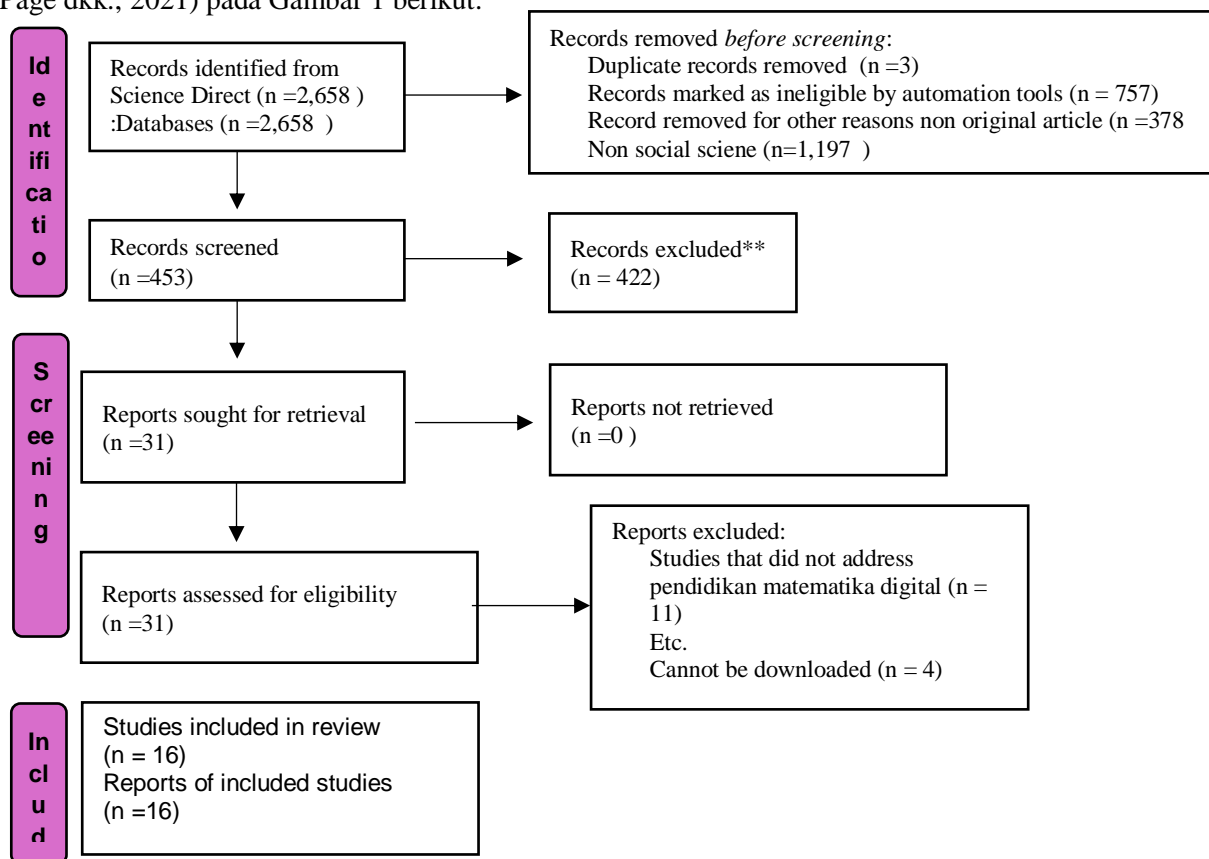 Page dkk., 2021) pada Gambar 1 berikut.
Id
e
nt
ifi
ca
ti
o
Records identified from
Science Direct (n =2,658 )
:Databases (n =2,658  )
Records removed before screening:
Duplicate records removed  (n =3)
Records marked as ineligible by automation tools (n = 757)
Record removed for other reasons non original article (n =378
Non social sciene (n=1,197  )
Records screened
(n =453)
Records excluded**
(n = 422)
S
cr
ee
ni
n
g
Reports sought for retrieval
(n =31)
Reports not retrieved
(n =0 )
Reports assessed for eligibility
(n =31)
Reports excluded:
Studies that did not address
pendidikan matematika digital (n =
11)
Etc.
Cannot be downloaded (n = 4)
In
cl
u
d
Studies included in review
(n = 16)
Reports of included studies
(n =16)